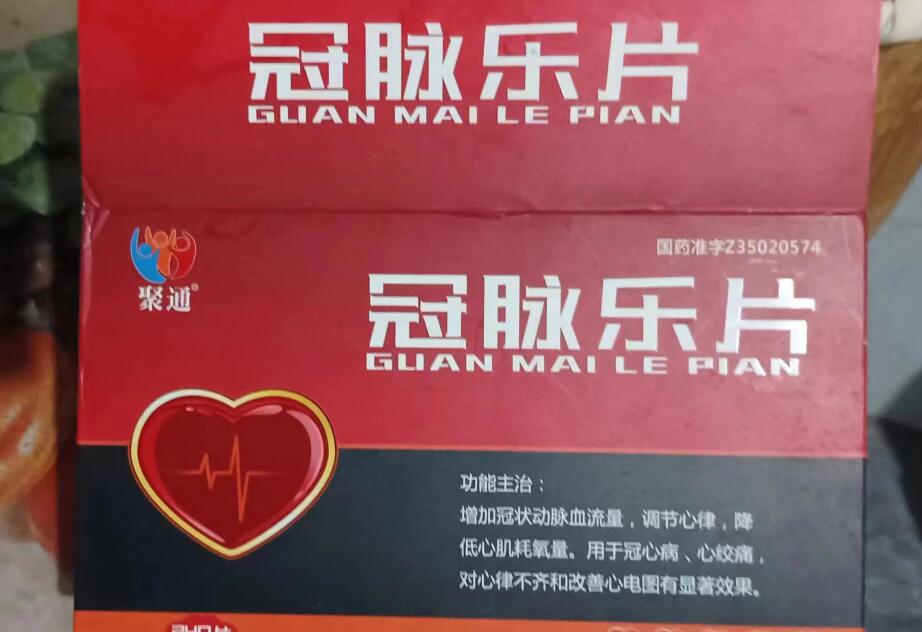 冠脉乐片
GUAN MAI LE PIAN
国药准字Z35020574
聚通®
冠脉乐片
GUAN MAI LE PIAN
功能主治：
增加冠状动脉血流量，调节心律，降
低心肌耗氧量。用于冠心病、心绞痛，
对心律不齐和改善心电图有显著效果。